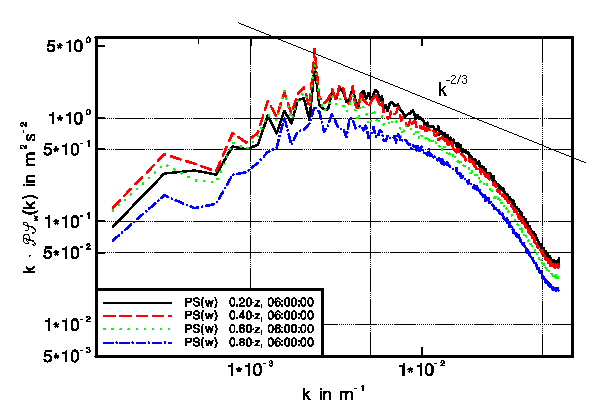 5*10⁰
1*10⁰
5*10⁻¹
1*10⁻¹
5*10⁻²
1*10⁻²
5*10⁻³
k · 𝒫𝒮w(k) in m²s⁻²
k⁻²/³
PS(w) 0.20·z, 06:00:00
PS(w) 0.40·z, 06:00:00
PS(w) 0.60·z, 06:00:00
PS(w) 0.80·z, 06:00:00
1*10⁻³ 1*10⁻²
k in m⁻¹